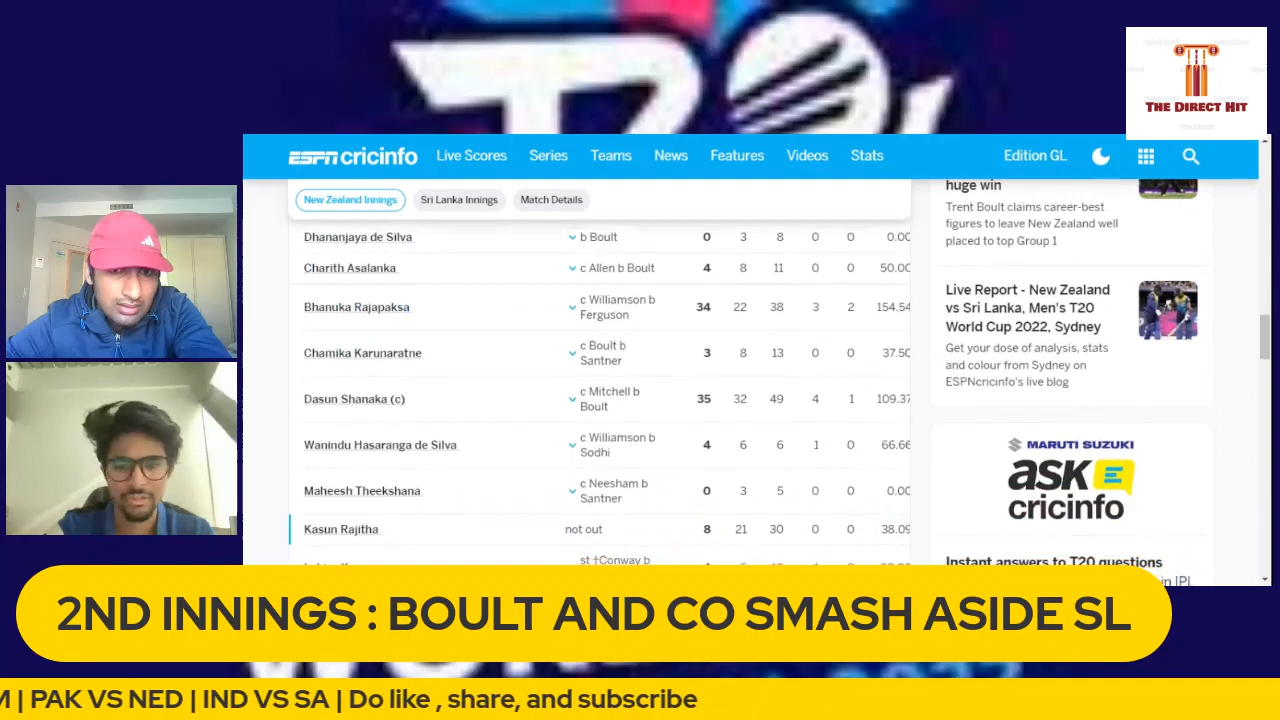 THE DIRECT HIT
ESPN cricinfo Live Scores Series Teams News Features Videos Stats Edition GL
New Zealand Innings Sri Lanka Innings Match Details
Dhananjaya de Silva b Boult 0 3 8 0 0 0.00
Charith Asalanka c Allen b Boult 4 8 11 0 0 50.00
Bhanuka Rajapaksa c Williamson b
Ferguson 34 22 38 3 2 154.54
Chamika Karunaratne c Boult b
Santner 3 8 13 0 0 37.50
Dasun Shanaka (c) c Mitchell b
Boult 35 32 49 4 1 109.37
Wanindu Hasaranga de Silva c Williamson b
Sodhi 4 6 6 1 0 66.66
Maheesh Theekshana c Neesham b
Santner 0 3 5 0 0 0.00
Kasun Rajitha not out 8 21 30 0 0 38.09
st †Conway b
huge win
Trent Boult claims career-best
figures to leave New Zealand well
placed to top Group 1
Live Report - New Zealand
vs Sri Lanka, Men's T20
World Cup 2022, Sydney
Get your dose of analysis, stats
and colour from Sydney on
ESPNcricinfo's live blog
MARUTI SUZUKI
ask
cricinfo
Instant answers to T20 questions
in IPL
2ND INNINGS : BOULT AND CO SMASH ASIDE SL
M | PAK VS NED | IND VS SA | Do like , share, and subscribe